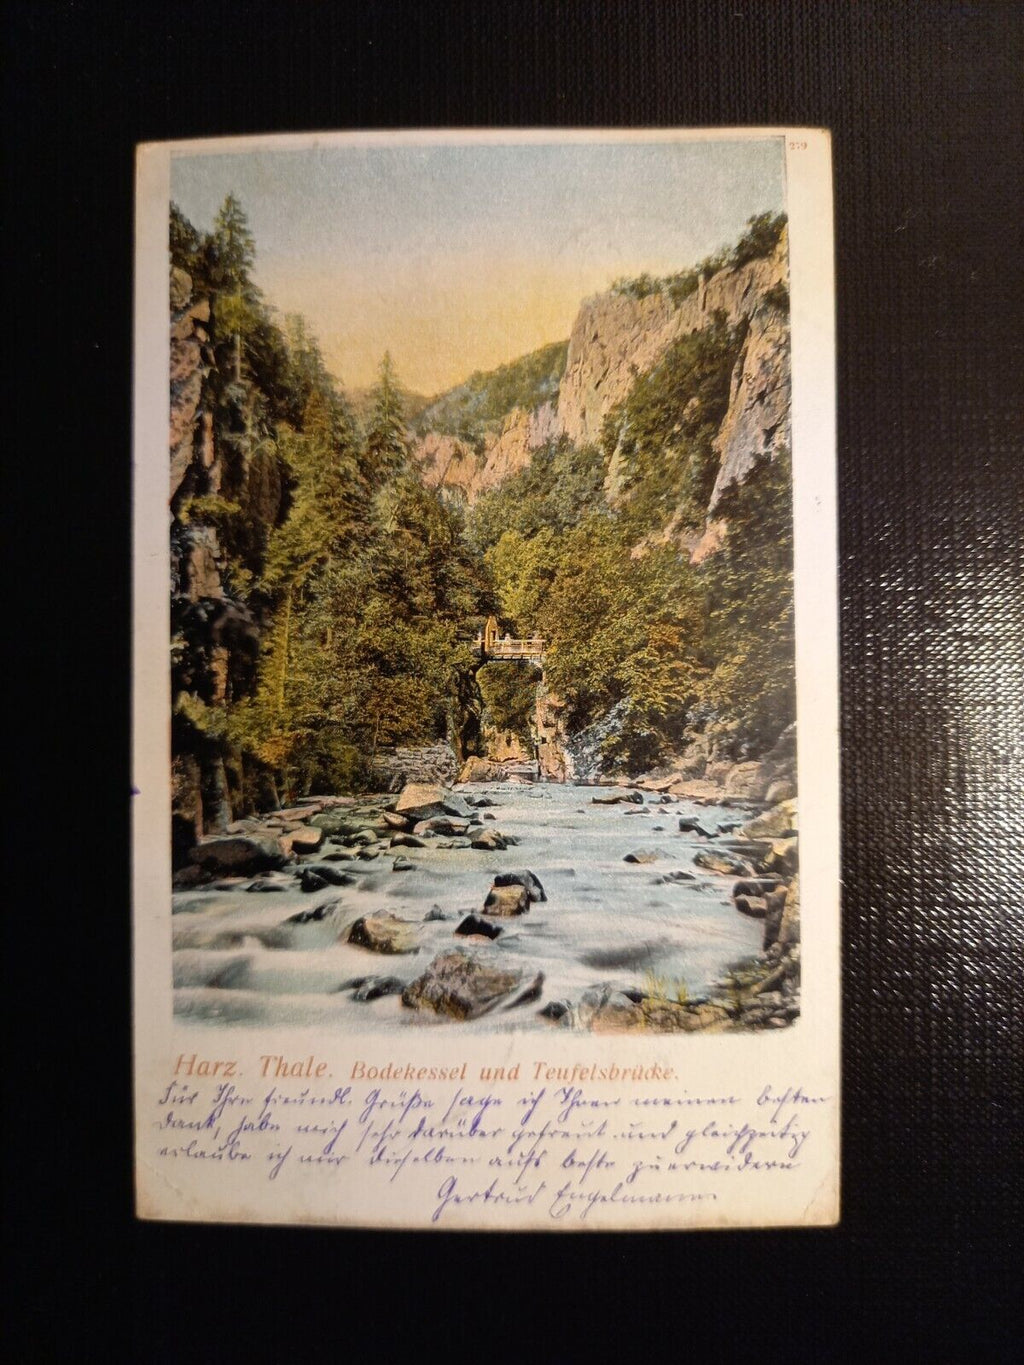 279
Harz. Thale. Bodekessel und Teufelsbrücke.
Für Ihre freundl. Grüße sage ich Ihnen meinen besten
Dank, habe mich sehr darüber gefreut und gleichzeitig
erlaube ich mir dieselben aufs beste zu erwidern
Gertrud Engelmann.